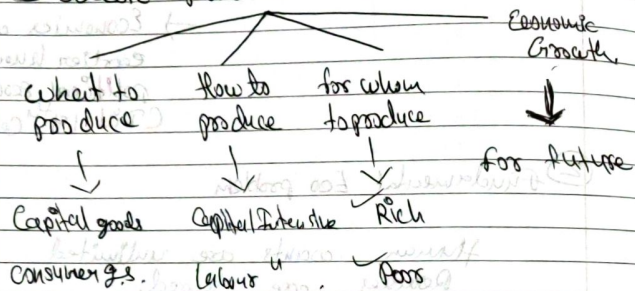 Economic
Growth
What to How to for whom
produce produce to produce
for future
Capital goods Capital Intensive Rich
Consumer gs. Labour " Poor